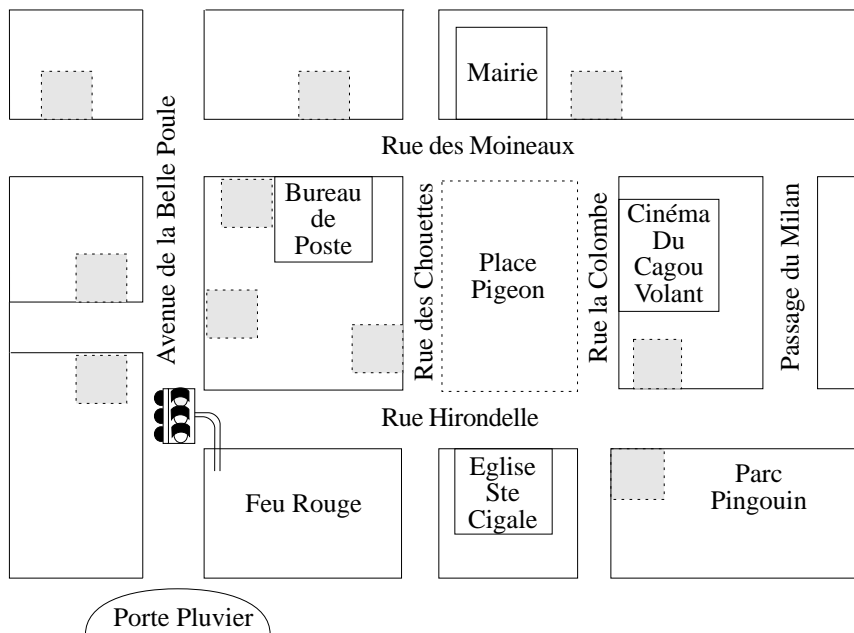 Mairie
Rue des Moineaux
Avenue de la Belle Poule
Bureau
de
Poste
Rue des Chouettes
Place
Pigeon
Rue la Colombe
Cinéma
Du
Cagou
Volant
Passage du Milan
Rue Hirondelle
Feu Rouge
Eglise
Ste
Cigale
Parc
Pingouin
Porte Pluvier